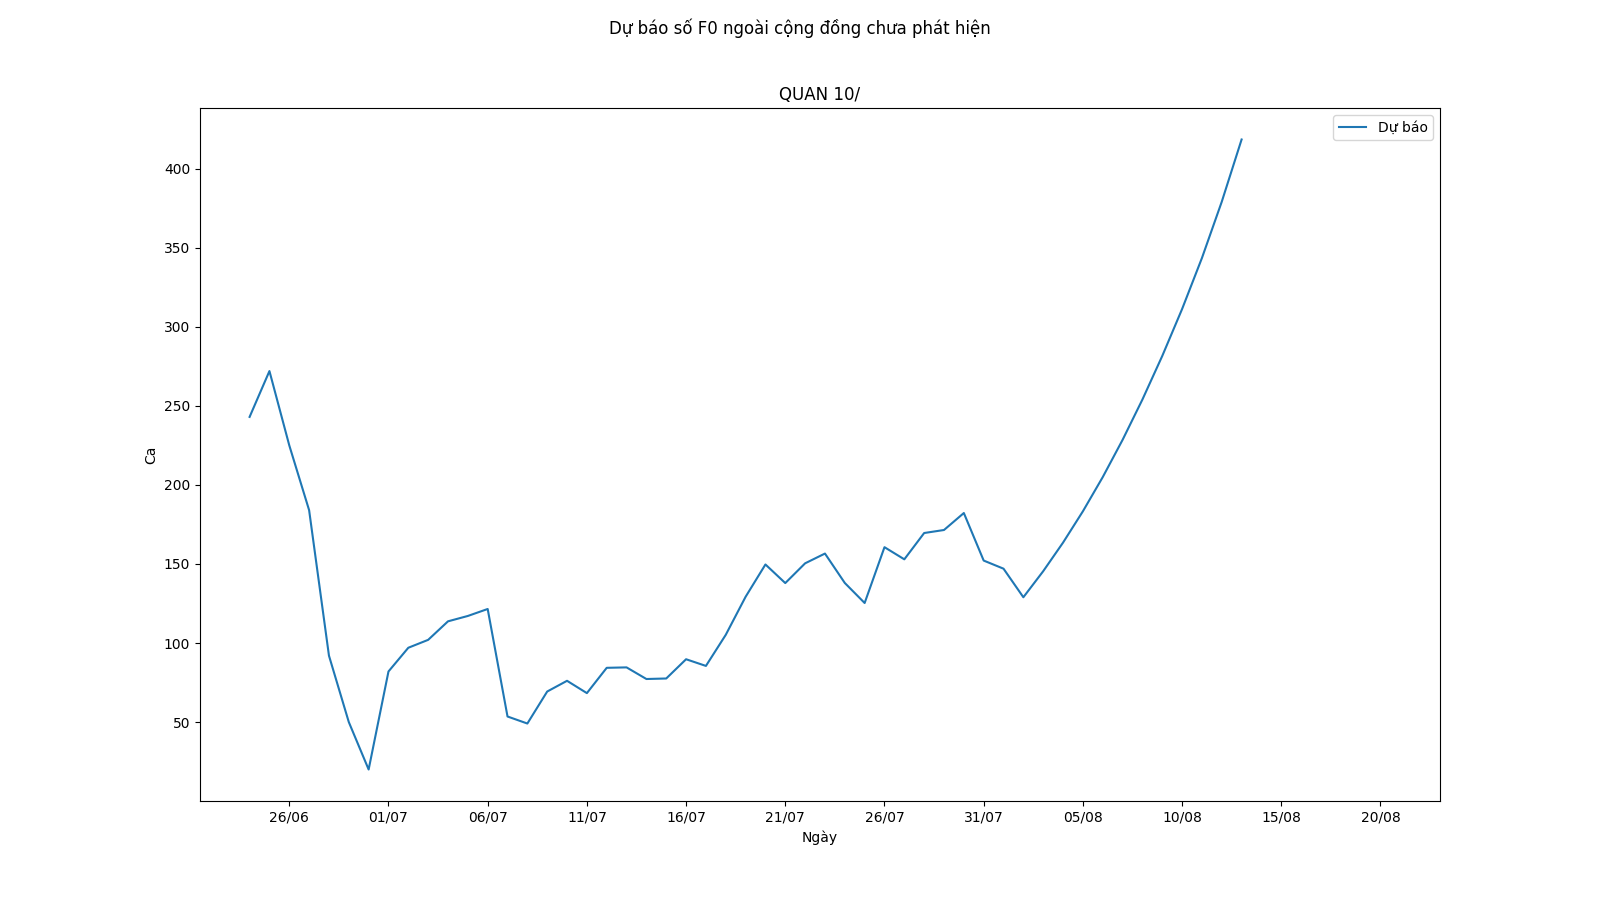 Dự báo số F0 ngoài cộng đồng chưa phát hiện
QUAN 10/
Dự báo
400
350
300
250
200
150
100
50
Ca
26/06 01/07 06/07 11/07 16/07 21/07 26/07 31/07 05/08 10/08 15/08 20/08
Ngày